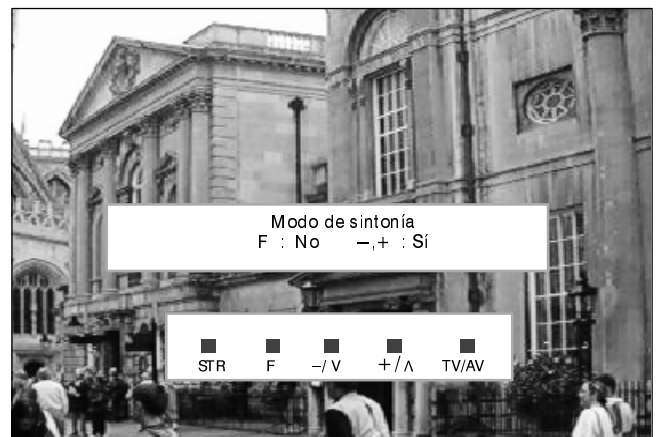 Modo de sintonía
F : No −,+ : Sí
STR F −/V +/Λ TV/AV